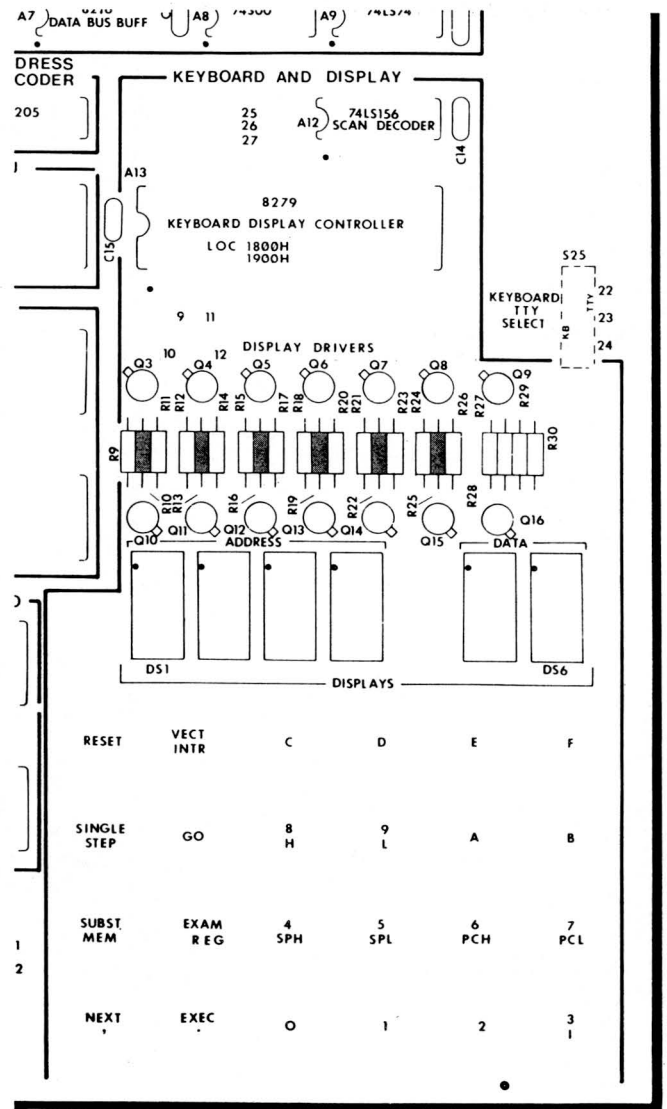 A7 8216 A8 74S00 A9 74LS74
DATA BUS BUFF
DRESS
CODER
KEYBOARD AND DISPLAY
205
25
26
27
A12 74LS156
SCAN DECODER
C14
A13
8279
KEYBOARD DISPLAY CONTROLLER
LOC 1800H
1900H
C15
S25
KEYBOARD
TTY
SELECT
KB TTY
22
23
24
9 11
10 12
DISPLAY DRIVERS
Q3 Q4 Q5 Q6 Q7 Q8 Q9
R11 R12 R14 R15 R17 R18 R20 R21 R23 R24 R26 R27 R29
R9 R30
R10 R13 R16 R19 R22 R25 R28
Q10 Q11 Q12 Q13 Q14 Q15 Q16
ADDRESS DATA
DS1 DS6
DISPLAYS
RESET VECT INTR C D E F
SINGLE STEP GO 8 H 9 L A B
SUBST MEM EXAM REG 4 SPH 5 SPL 6 PCH 7 PCL
1
2
NEXT , EXEC . 0 1 2 3 I